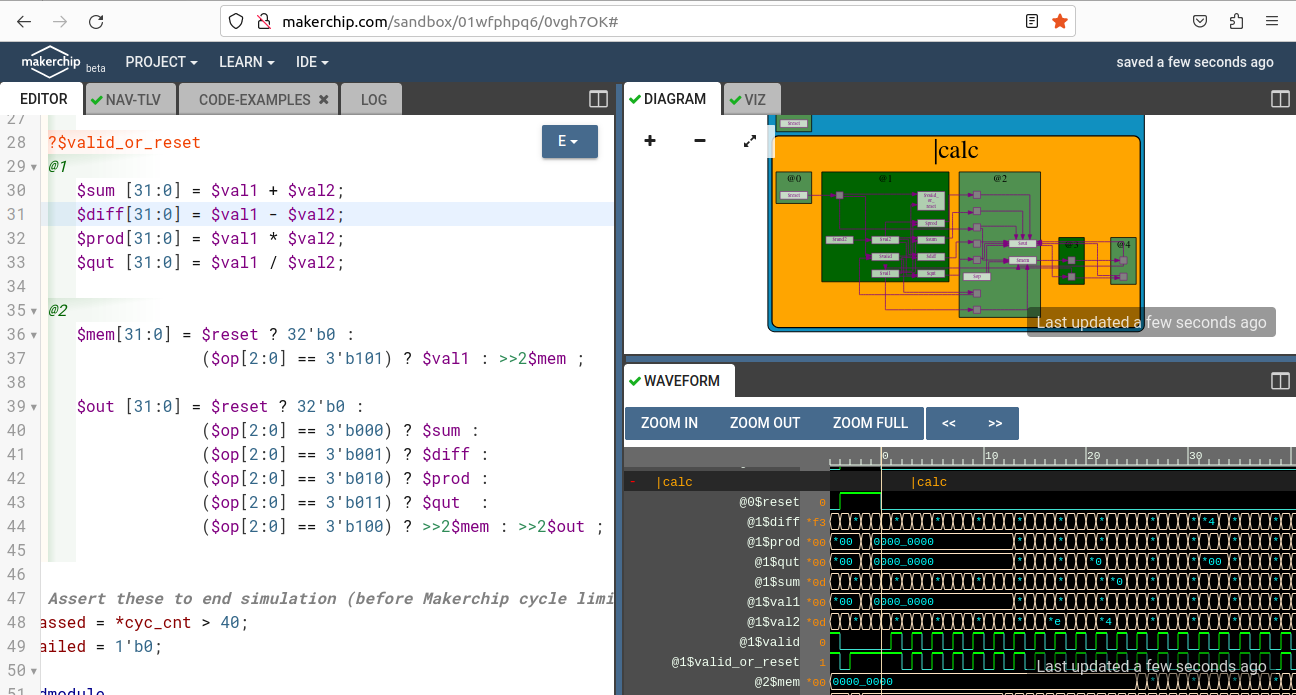 makerchip.com/sandbox/01wfphpq6/0vgh7OK#
makerchip beta PROJECT LEARN IDE saved a few seconds ago
EDITOR NAV-TLV CODE-EXAMPLES LOG
27
28 ?$valid_or_reset
29 @1
30 $sum [31:0] = $val1 + $val2;
31 $diff[31:0] = $val1 - $val2;
32 $prod[31:0] = $val1 * $val2;
33 $qut [31:0] = $val1 / $val2;
34
35 @2
36 $mem[31:0] = $reset ? 32'b0 :
37 ($op[2:0] == 3'b101) ? $val1 : >>2$mem ;
38
39 $out [31:0] = $reset ? 32'b0 :
40 ($op[2:0] == 3'b000) ? $sum :
41 ($op[2:0] == 3'b001) ? $diff :
42 ($op[2:0] == 3'b010) ? $prod :
43 ($op[2:0] == 3'b011) ? $qut :
44 ($op[2:0] == 3'b100) ? >>2$mem : >>2$out ;
45
46
47 Assert these to end simulation (before Makerchip cycle limi
48 assed = *cyc_cnt > 40;
49 ailed = 1'b0;
50
51 dmodule
E
DIAGRAM VIZ
+ −
|calc
@0 @1 @2 @3 @4
Last updated a few seconds ago
WAVEFORM
ZOOM IN ZOOM OUT ZOOM FULL << >>
0 10 20 30
- |calc |calc
@0$reset 0
@1$diff *f3 * * * * * * * *4 *
@1$prod *00 *00 0000_0000
@1$qut *00 *00 0000_0000 *0 *00
@1$sum *0d *0
@1$val1 *00 *00 0000_0000
@1$val2 *0d *e *4
@1$valid 0
@1$valid_or_reset 1
Last updated a few seconds ago
@2$mem *00 0000_0000